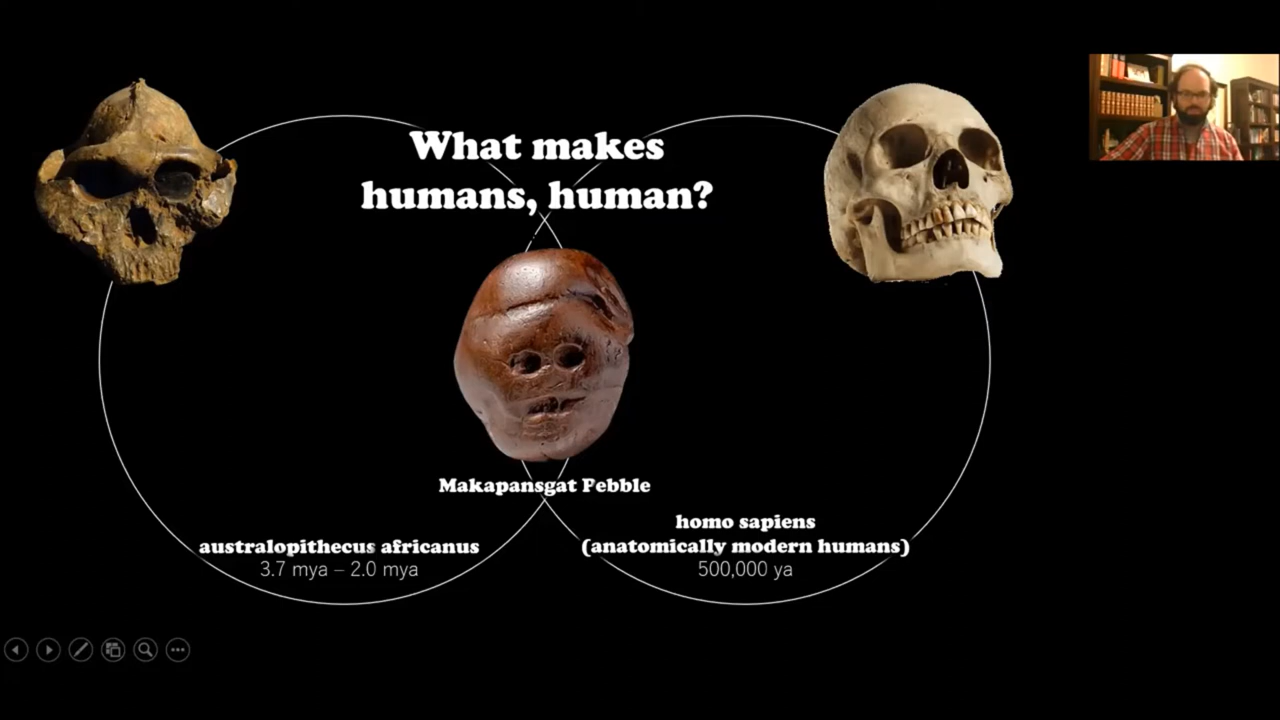 What makes
humans, human?
Makapansgat Pebble
australopithecus africanus
3.7 mya – 2.0 mya
homo sapiens
(anatomically modern humans)
500,000 ya